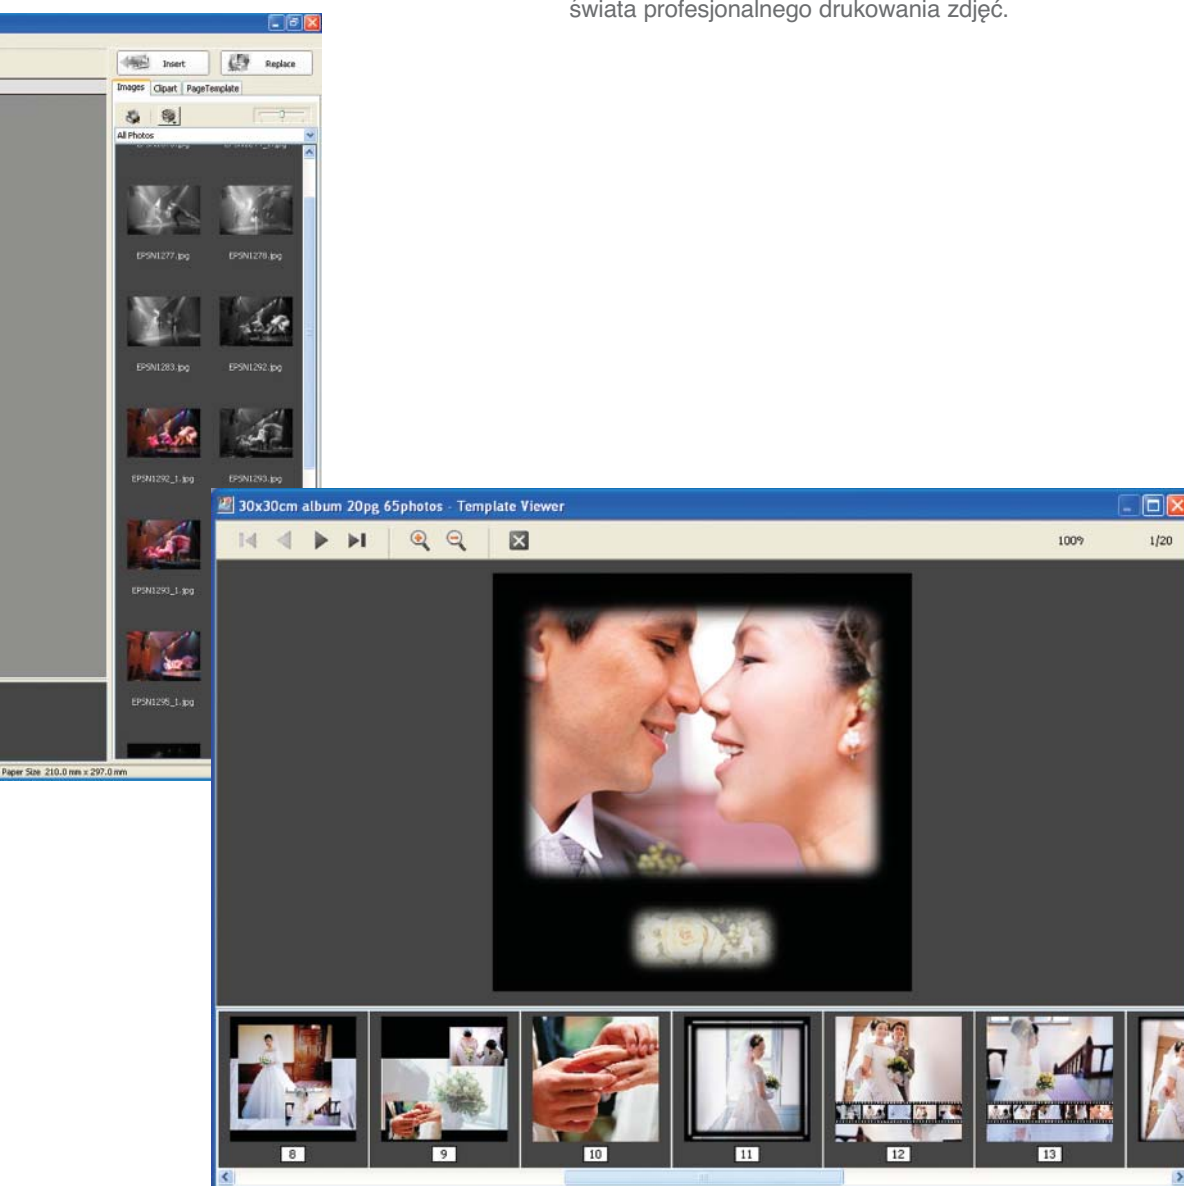 świata profesjonalnego drukowania zdjęć.
Insert Replace
Images Clipart PageTemplate
All Photos
EPSN1277.jpg EPSN1278.jpg
EPSN1283.jpg EPSN1292.jpg
EPSN1292_1.jpg EPSN1293.jpg
EPSN1293_1.jpg
EPSN1295_1.jpg
Paper Size 210.0 mm x 297.0 mm
30x30cm album 20pg 65photos - Template Viewer
100% 1/20
8 9 10 11 12 13